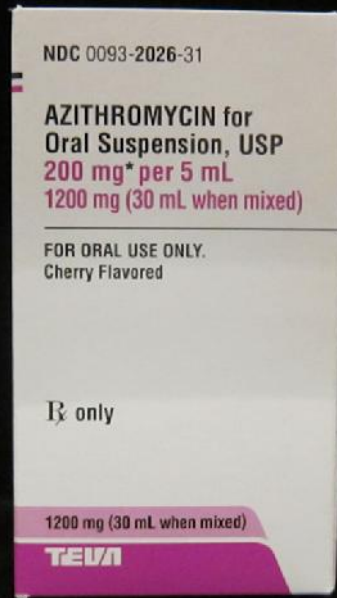 NDC 0093-2026-31
AZITHROMYCIN for
Oral Suspension, USP
200 mg* per 5 mL
1200 mg (30 mL when mixed)
FOR ORAL USE ONLY.
Cherry Flavored
℞ only
1200 mg (30 mL when mixed)
TEVA